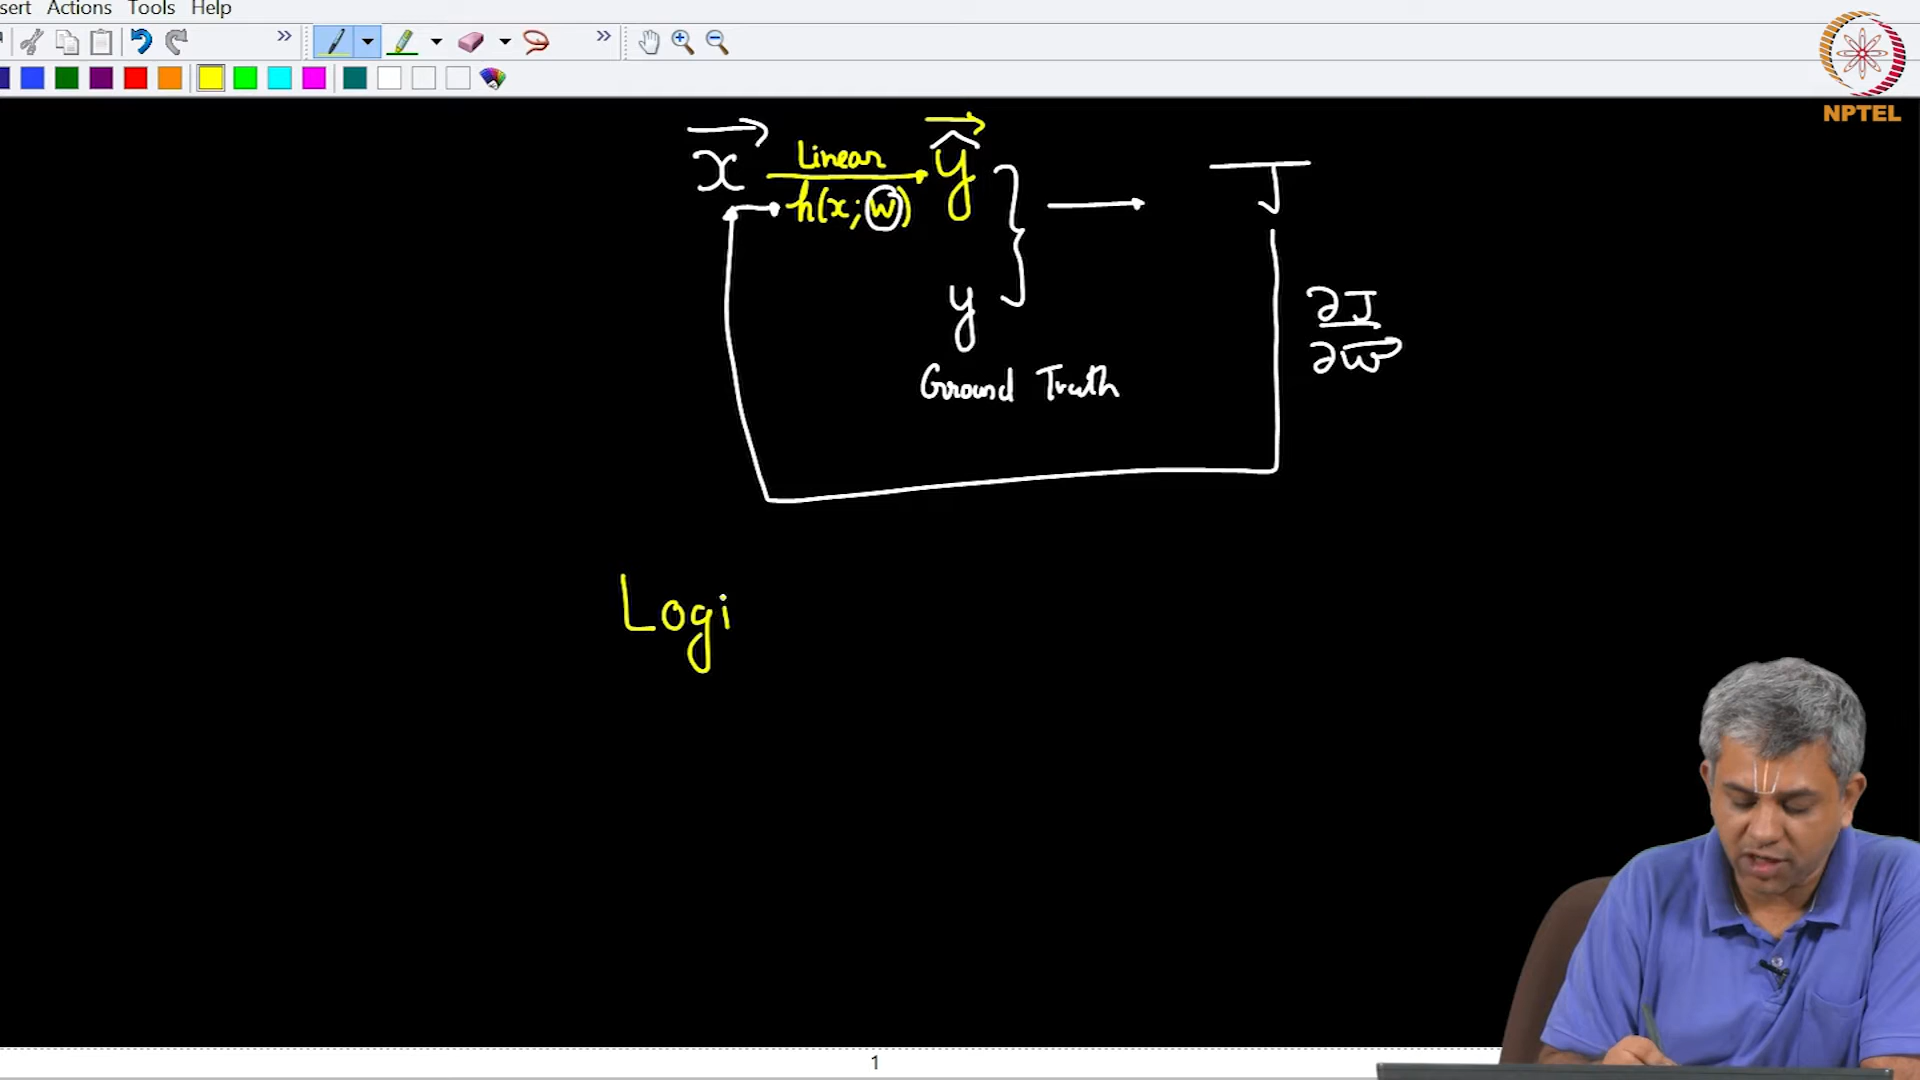 sert Actions Tools Help
NPTEL
x⃗ Linear ŷ⃗ J
h(x; w)
y
∂J
∂w⃗
Ground Truth
Logi
1